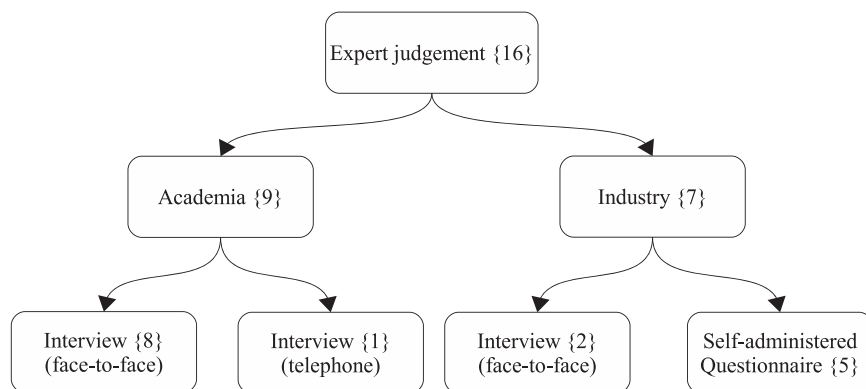 Expert judgement {16}
Academia {9}
Industry {7}
Interview {8}
(face-to-face)
Interview {1}
(telephone)
Interview {2}
(face-to-face)
Self-administered
Questionnaire {5}